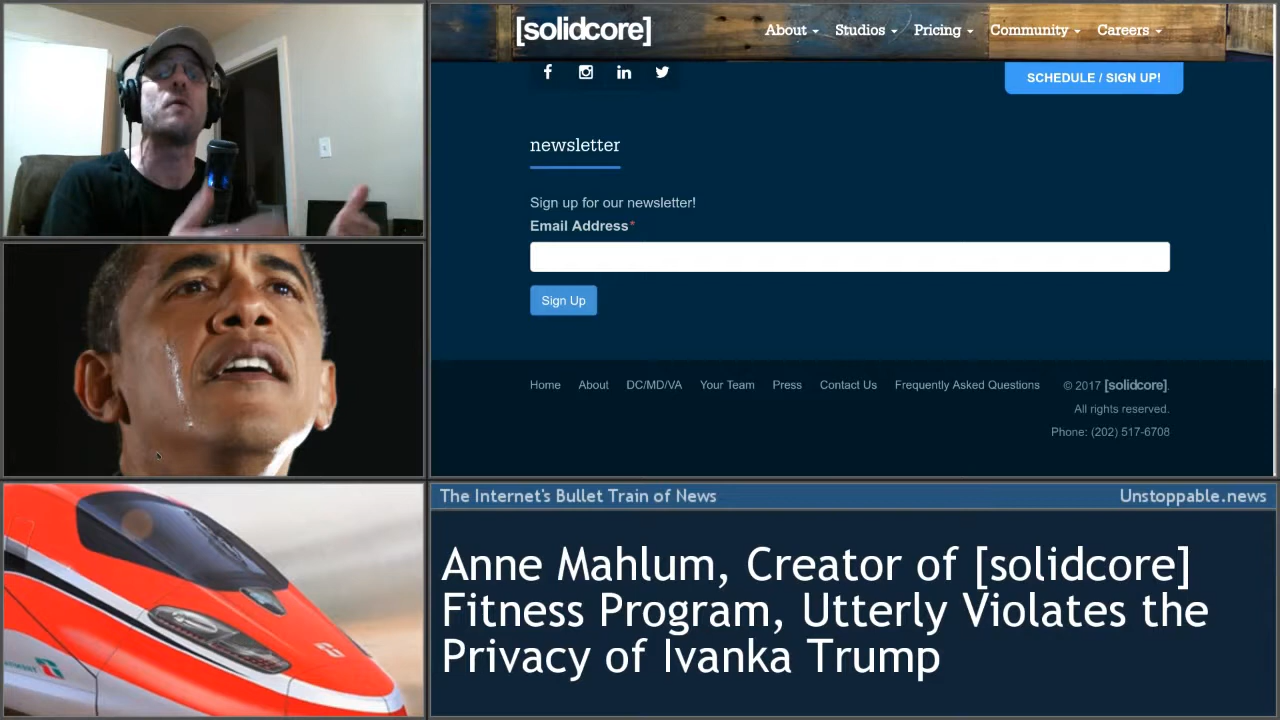 [solidcore]
About Studios Pricing Community Careers
SCHEDULE / SIGN UP!
newsletter
Sign up for our newsletter!
Email Address*
Sign Up
Home About DC/MD/VA Your Team Press Contact Us Frequently Asked Questions © 2017 [solidcore].
All rights reserved.
Phone: (202) 517-6708
The Internet's Bullet Train of News Unstoppable.news
Anne Mahlum, Creator of [solidcore]
Fitness Program, Utterly Violates the
Privacy of Ivanka Trump